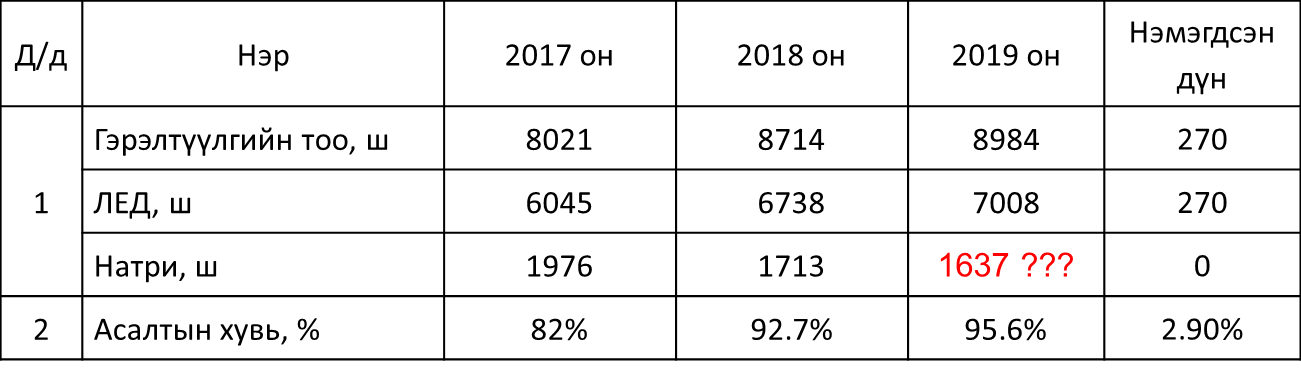 Д/д Нэр 2017 он 2018 он 2019 он Нэмэгдсэн дүн
1 Гэрэлтүүлгийн тоо, ш 8021 8714 8984 270
ЛЕД, ш 6045 6738 7008 270
Натри, ш 1976 1713 1637 ??? 0
2 Асалтын хувь, % 82% 92.7% 95.6% 2.90%